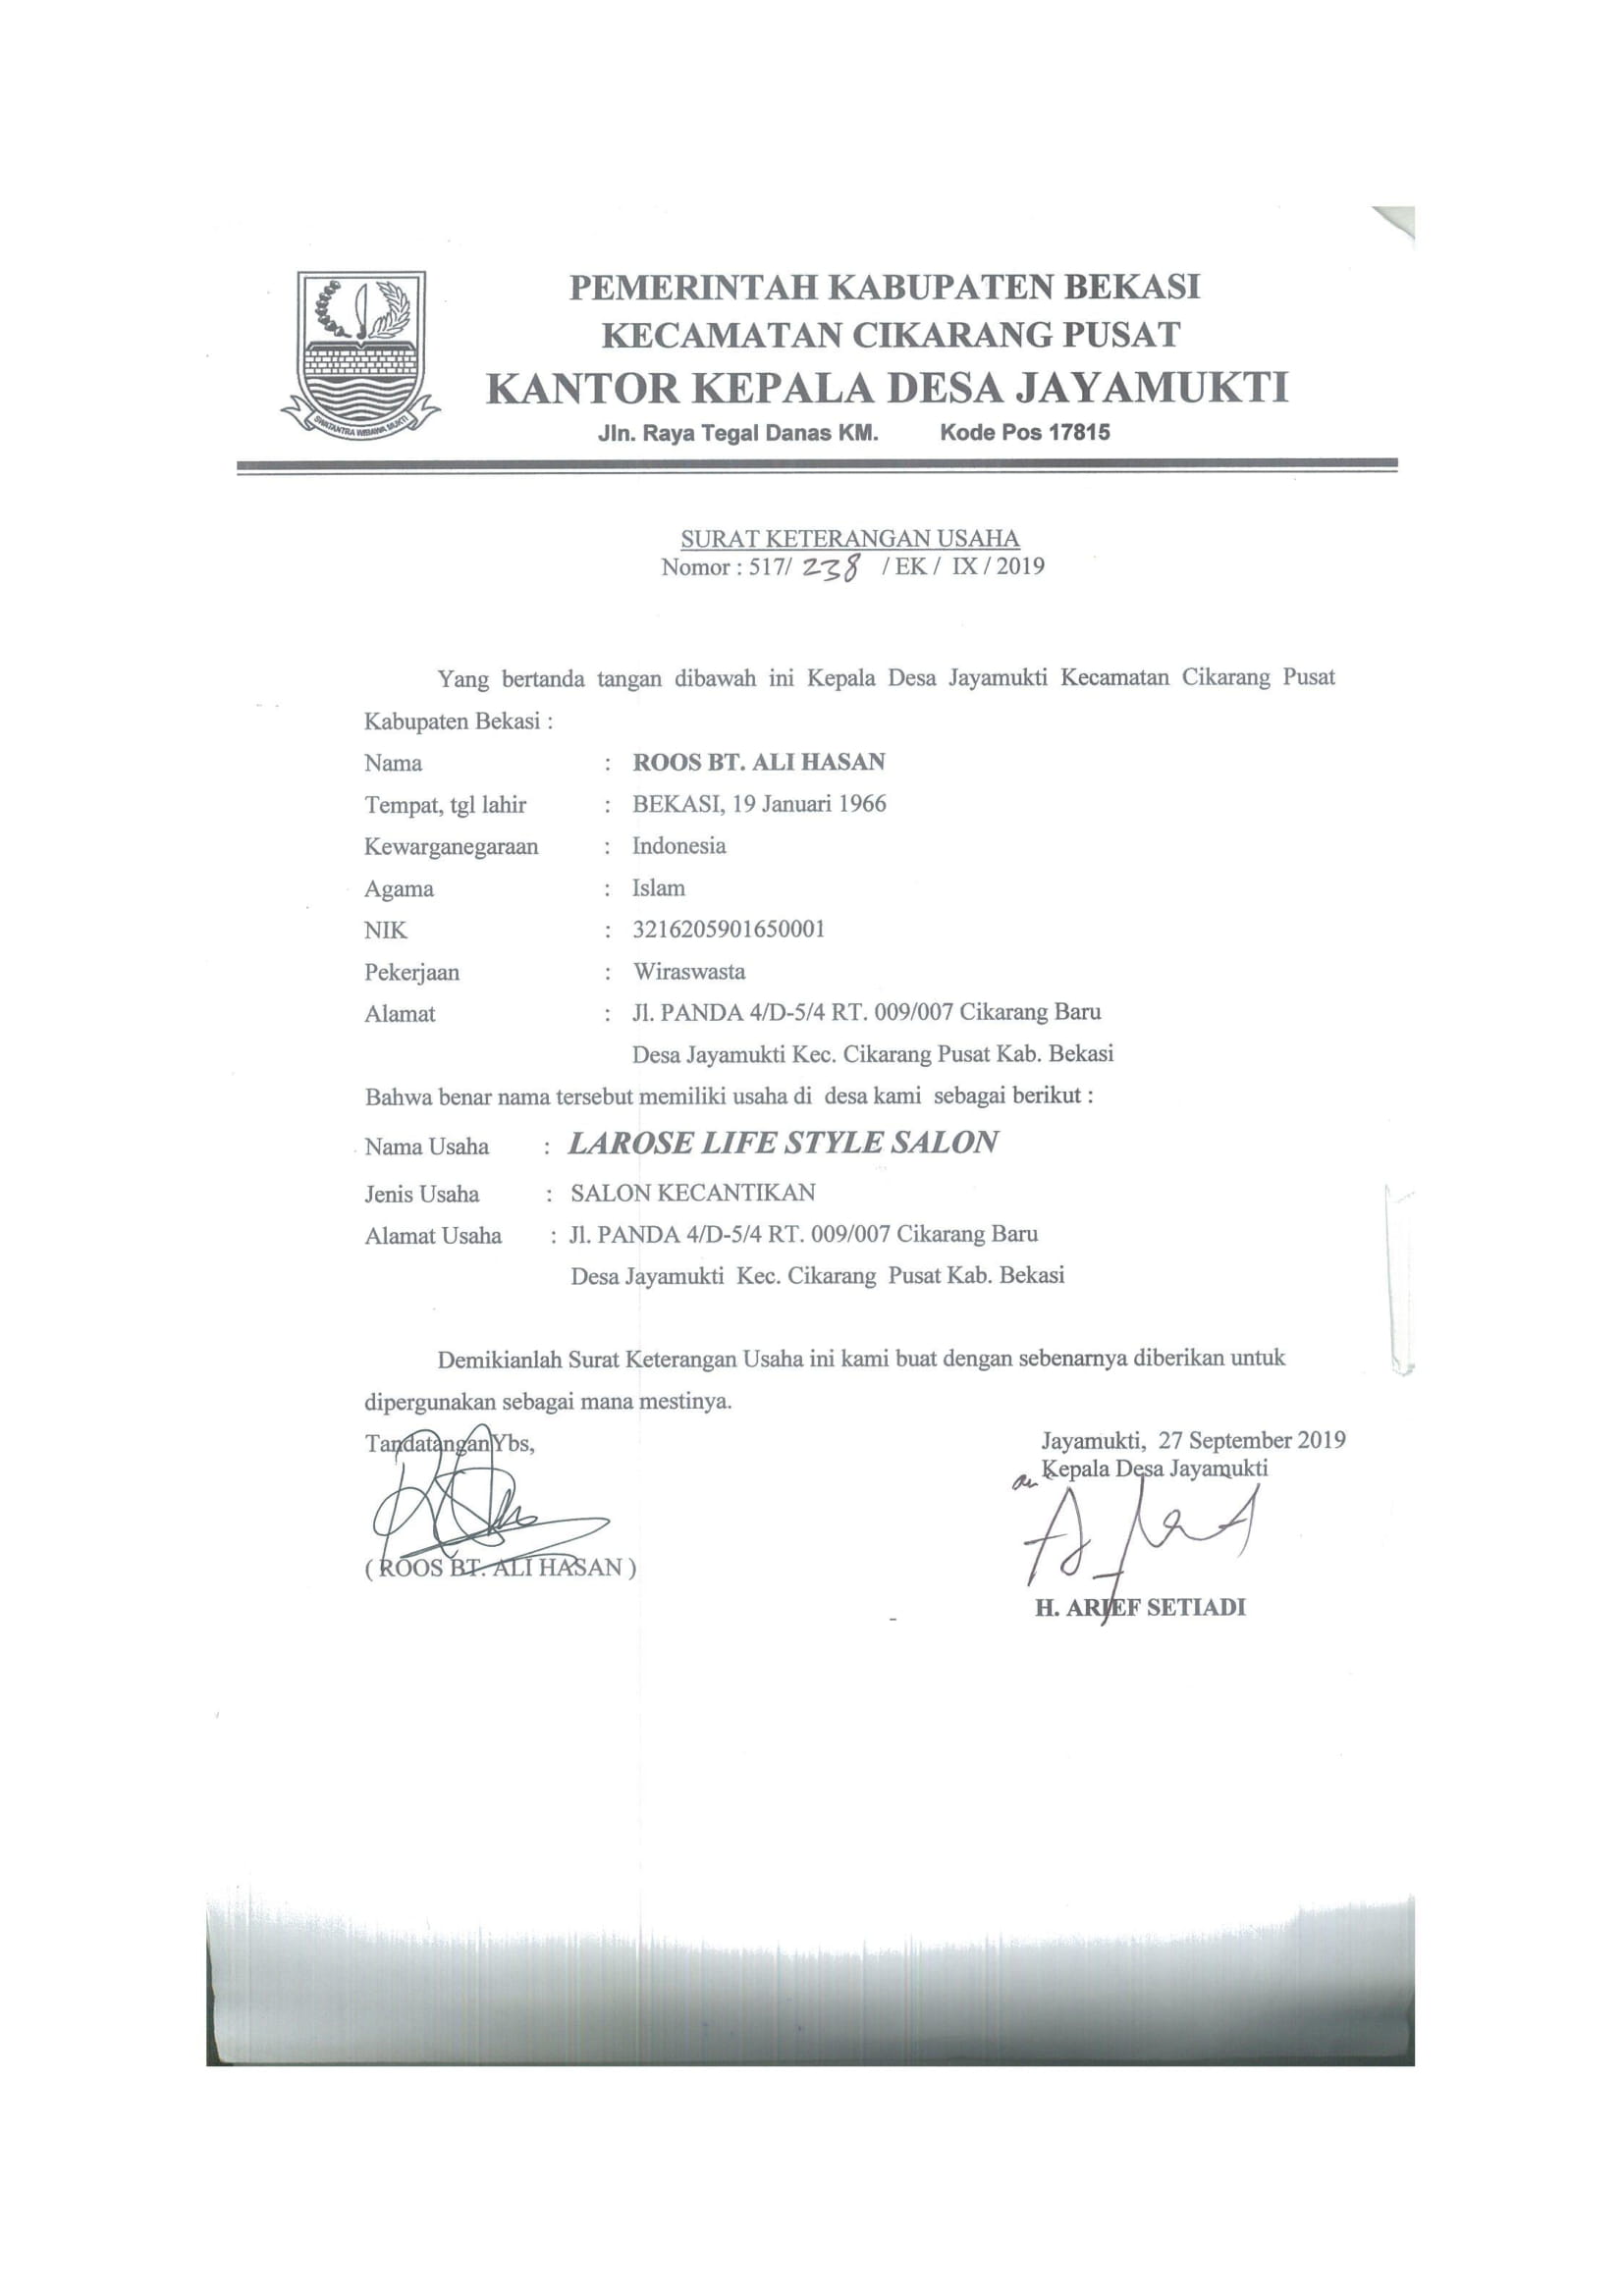 PEMERINTAH KABUPATEN BEKASI
KECAMATAN CIKARANG PUSAT
KANTOR KEPALA DESA JAYAMUKTI
Jln. Raya Tegal Danas KM. Kode Pos 17815
SWATANTRA WIBAWA MUKTI
SURAT KETERANGAN USAHA
Nomor : 517/ 238 / EK / IX / 2019
Yang bertanda tangan dibawah ini Kepala Desa Jayamukti Kecamatan Cikarang Pusat
Kabupaten Bekasi :
Nama : ROOS BT. ALI HASAN
Tempat, tgl lahir : BEKASI, 19 Januari 1966
Kewarganegaraan : Indonesia
Agama : Islam
NIK : 3216205901650001
Pekerjaan : Wiraswasta
Alamat : Jl. PANDA 4/D-5/4 RT. 009/007 Cikarang Baru
Desa Jayamukti Kec. Cikarang Pusat Kab. Bekasi
Bahwa benar nama tersebut memiliki usaha di desa kami sebagai berikut :
Nama Usaha : LAROSE LIFE STYLE SALON
Jenis Usaha : SALON KECANTIKAN
Alamat Usaha : Jl. PANDA 4/D-5/4 RT. 009/007 Cikarang Baru
Desa Jayamukti Kec. Cikarang Pusat Kab. Bekasi
Demikianlah Surat Keterangan Usaha ini kami buat dengan sebenarnya diberikan untuk
dipergunakan sebagai mana mestinya.
Tandatangan Ybs,
( ROOS BT. ALI HASAN )
Jayamukti, 27 September 2019
an Kepala Desa Jayamukti
H. ARIEF SETIADI